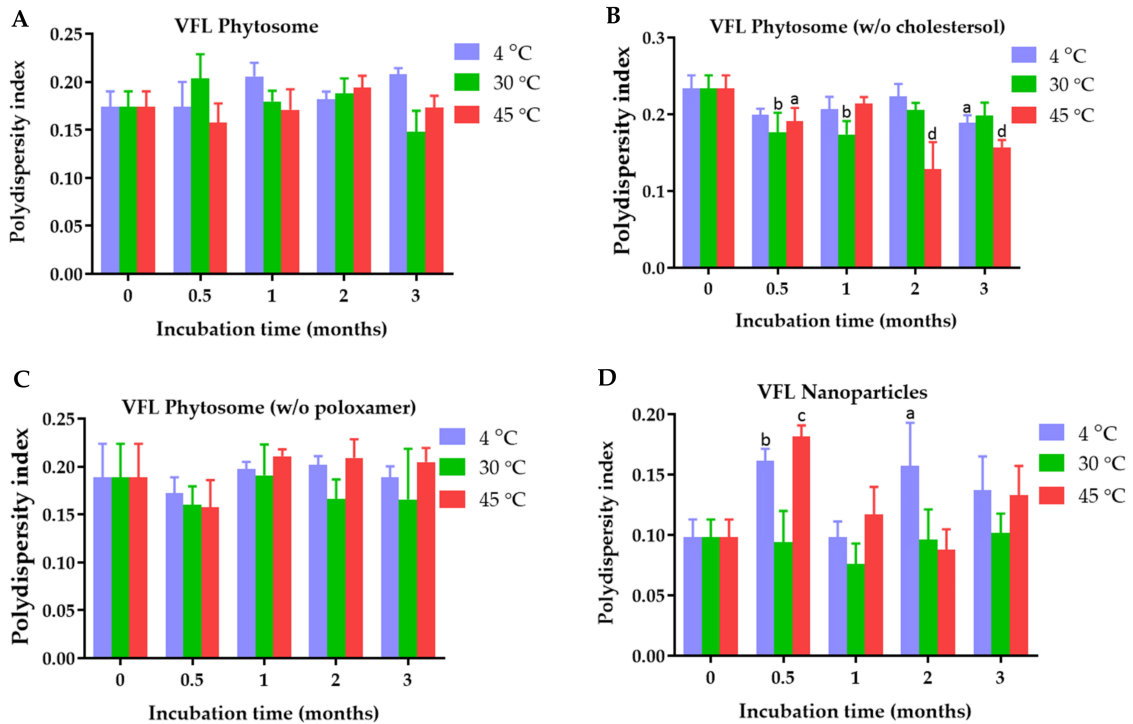 A
VFL Phytosome
Polydispersity index
0.25
0.20
0.15
0.10
0.05
0.00
0 0.5 1 2 3
Incubation time (months)
4 °C
30 °C
45 °C
B
VFL Phytosome (w/o cholestersol)
Polydispersity index
0.3
0.2
0.1
0.0
b a b d a d
0 0.5 1 2 3
Incubation time (months)
4 °C
30 °C
45 °C
C
VFL Phytosome (w/o poloxamer)
Polydispersity index
0.25
0.20
0.15
0.10
0.05
0.00
0 0.5 1 2 3
Incubation time (months)
4 °C
30 °C
45 °C
D
VFL Nanoparticles
Polydispersity index
0.20
0.15
0.10
0.05
0.00
b c a
0 0.5 1 2 3
Incubation time (months)
4 °C
30 °C
45 °C